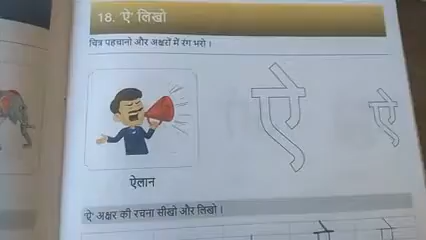 18. 'ऐ' लिखो
चित्र पहचानो और अक्षरों में रंग भरो ।
ऐ ऐ
ऐलान
'ऐ' अक्षर की रचना सीखो और लिखो ।
ऐ ऐ